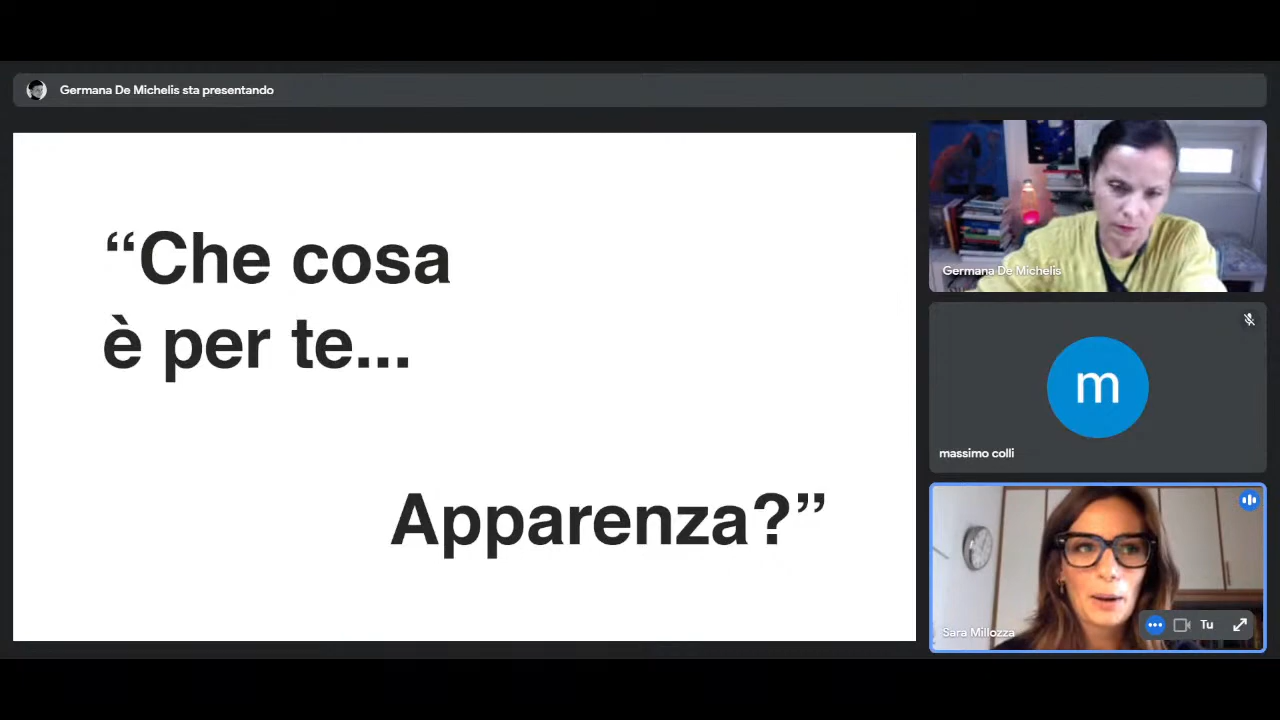 Germana De Michelis sta presentando
“Che cosa
è per te...
Apparenza?”
Germana De Michelis
m
massimo colli
Sara Millozza
Tu